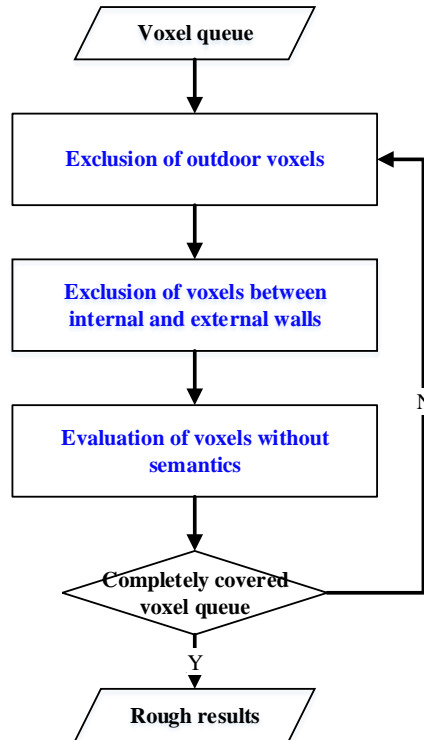 Voxel queue
Exclusion of outdoor voxels
Exclusion of voxels between
internal and external walls
N
Evaluation of voxels without
semantics
Completely covered
voxel queue
Y
Rough results